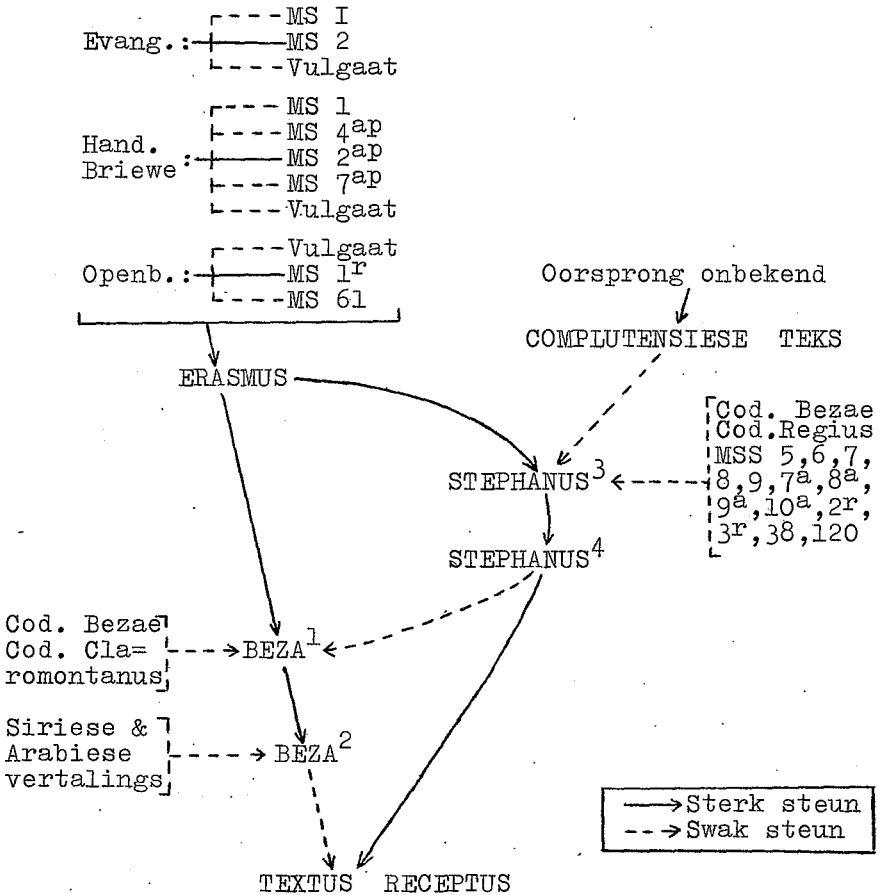 MS I
Evang.: MS 2
Vulgaat
MS 1
MS 4ap
Hand.
Briewe : MS 2ap
MS 7ap
Vulgaat
Vulgaat
Openb.: MS 1r
MS 61
Oorsprong onbekend
COMPLUTENSIESE TEKS
ERASMUS
Cod. Bezae
Cod.Regius
MSS 5,6,7,
8,9,7a,8a,
9a,10a,2r,
3r,38,120
STEPHANUS3
STEPHANUS4
Cod. Bezae
Cod. Cla=
romontanus
BEZA1
Siriese &
Arabiese
vertalings
BEZA2
Sterk steun
Swak steun
TEXTUS RECEPTUS